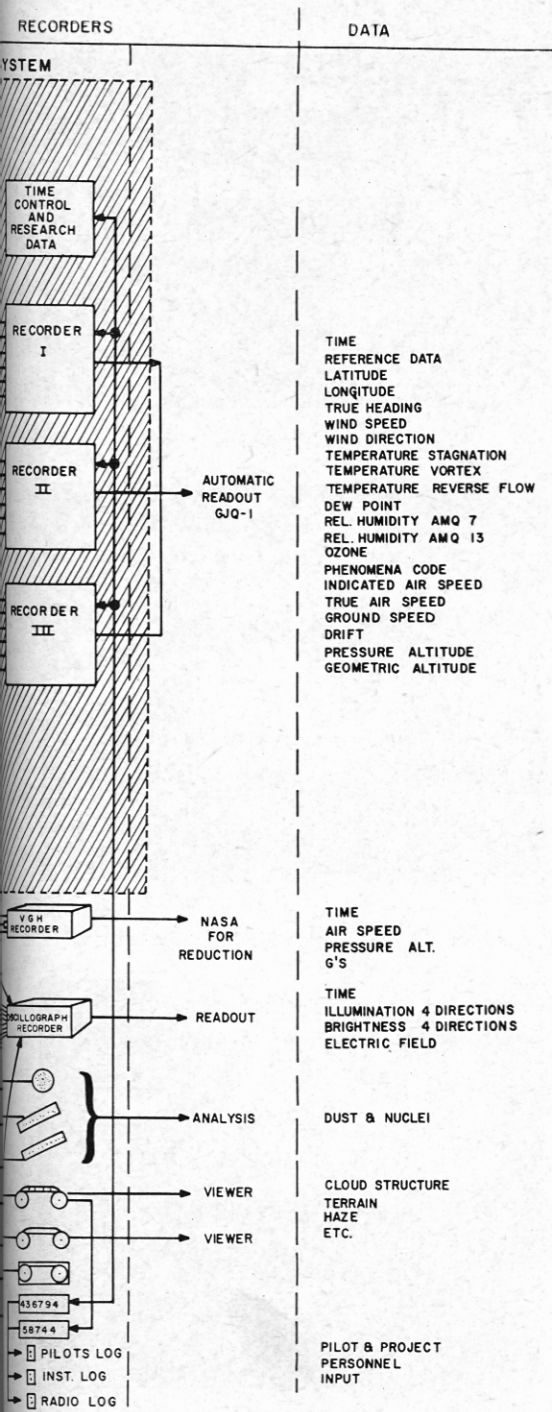 RECORDERS
DATA
YSTEM
TIME
CONTROL
AND
RESEARCH
DATA
RECORDER
I
RECORDER
II
RECORDER
III
AUTOMATIC
READOUT
GJQ-1
TIME
REFERENCE DATA
LATITUDE
LONGITUDE
TRUE HEADING
WIND SPEED
WIND DIRECTION
TEMPERATURE STAGNATION
TEMPERATURE VORTEX
TEMPERATURE REVERSE FLOW
DEW POINT
REL. HUMIDITY AMQ 7
REL. HUMIDITY AMQ 13
OZONE
PHENOMENA CODE
INDICATED AIR SPEED
TRUE AIR SPEED
GROUND SPEED
DRIFT
PRESSURE ALTITUDE
GEOMETRIC ALTITUDE
VGH
RECORDER
NASA
FOR
REDUCTION
TIME
AIR SPEED
PRESSURE ALT.
G'S
OSCILLOGRAPH
RECORDER
READOUT
TIME
ILLUMINATION 4 DIRECTIONS
BRIGHTNESS 4 DIRECTIONS
ELECTRIC FIELD
ANALYSIS
DUST & NUCLEI
VIEWER
VIEWER
CLOUD STRUCTURE
TERRAIN
HAZE
ETC.
436794
58744
PILOTS LOG
INST. LOG
RADIO LOG
PILOT & PROJECT
PERSONNEL
INPUT